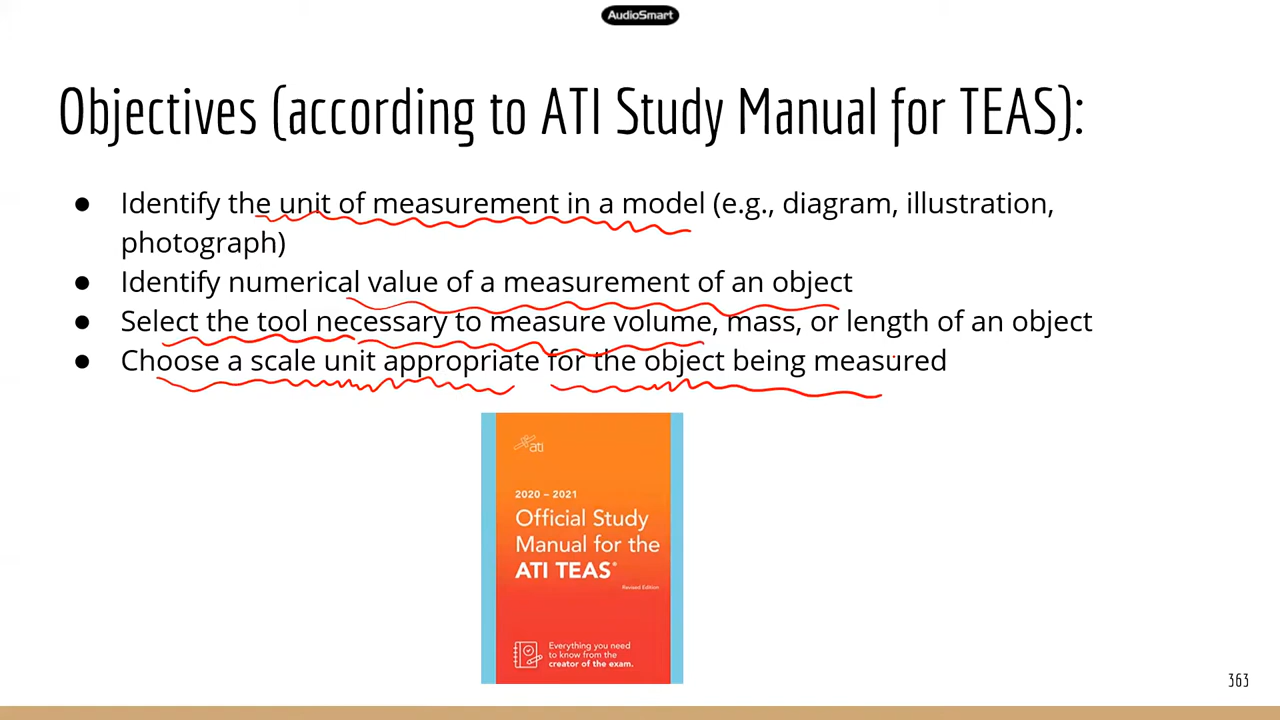 AudioSmart
Objectives (according to ATI Study Manual for TEAS):
● Identify the unit of measurement in a model (e.g., diagram, illustration,
photograph)
● Identify numerical value of a measurement of an object
● Select the tool necessary to measure volume, mass, or length of an object
● Choose a scale unit appropriate for the object being measured
ati
2020 – 2021
Official Study
Manual for the
ATI TEAS®
Revised Edition
Everything you need
to know from the
creator of the exam.
363